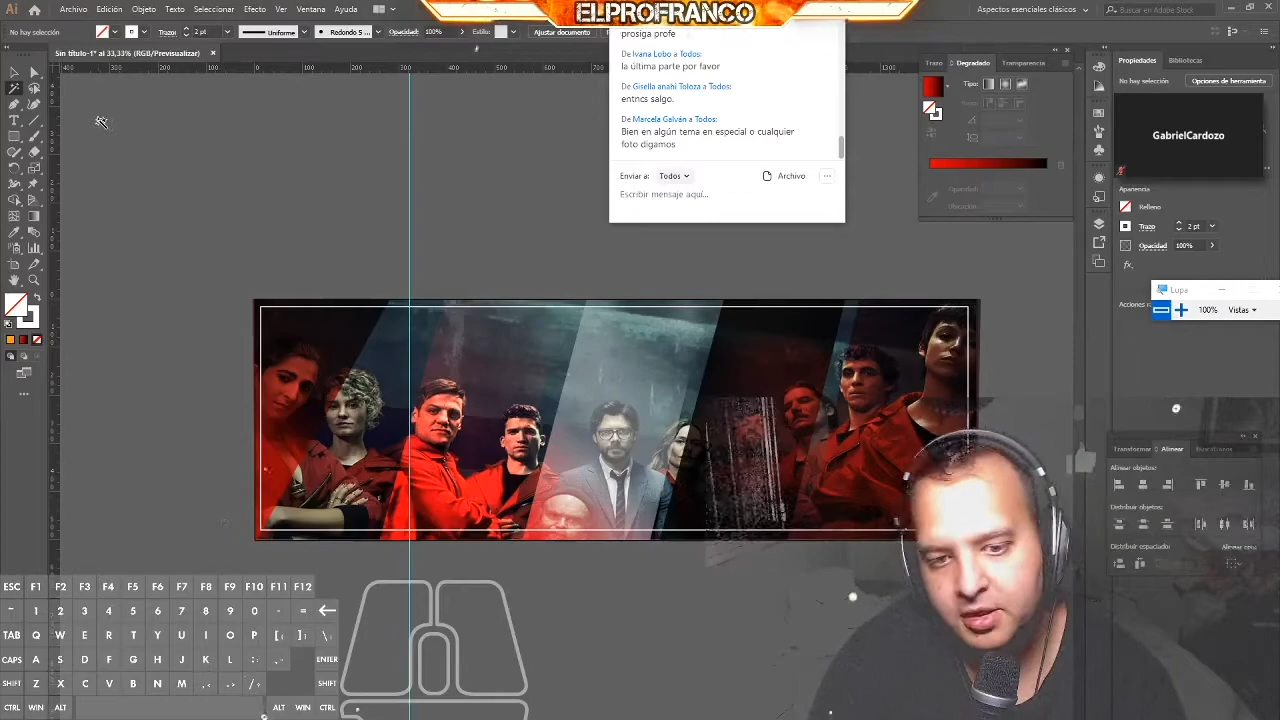 ELPROFRANCO
Ai
Archivo Edición Objeto Texto Seleccionar Efecto Ver Ventana Ayuda
Aspectos esenciales clásico
Buscar en Adobe Stock
No hay selección
Trazo: 2 pt
Uniforme
Redondo 5 ...
Opacidad: 100%
Estilo:
Ajustar documento
Sin título-1* al 33,33% (RGB/Previsualizar)
prosiga profe
De Ivana Lobo a Todos:
la última parte por favor
De Gisella anahi Toloza a Todos:
entncs salgo.
De Marcela Galván a Todos:
Bien en algún tema en especial o cualquier
foto digamos
Enviar a: Todos
Archivo
Escribir mensaje aquí...
Trazo Degradado Transparencia
Tipo:
Opacidad:
Propiedades Bibliotecas
No hay selección
Opciones de herramienta
GabrielCardozo
Apariencia
Relleno
Trazo 2 pt
Opacidad 100%
fx.
Lupa
100% Vistas
Transformar Alinear
Alinear objetos:
Distribuir objetos:
Distribuir espaciado:
Alinear a:
ESC F1 F2 F3 F4 F5 F6 F7 F8 F9 F10 F11 F12
~ 1 2 3 4 5 6 7 8 9 0 - =
TAB Q W E R T Y U I O P [ ] \
CAPS A S D F G H J K L ENTER
SHIFT Z X C V B N M SHIFT
CTRL WIN ALT ALT WIN CTRL